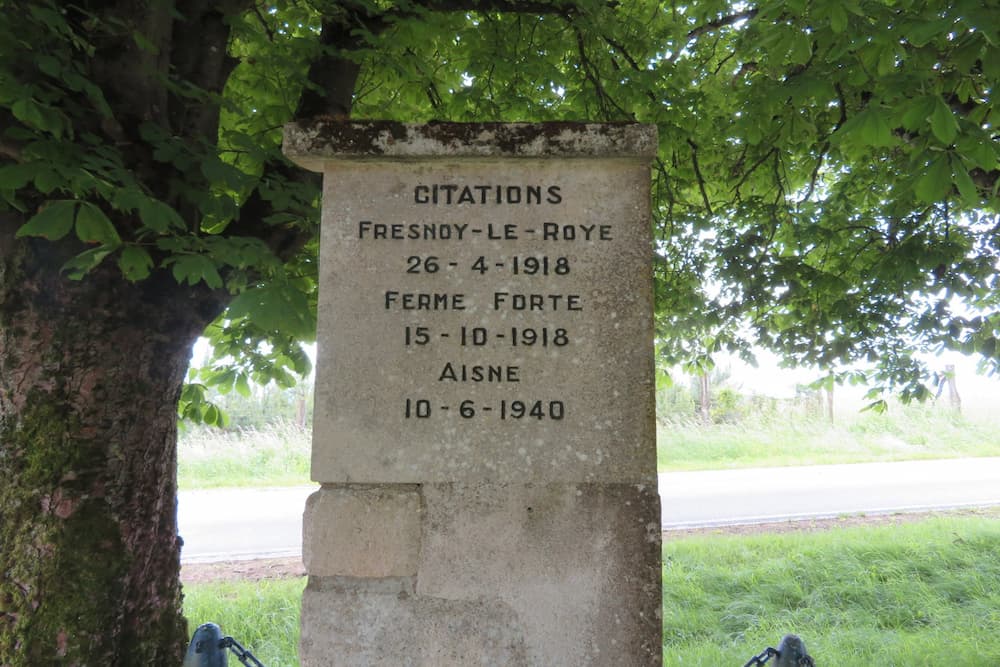 CITATIONS
FRESNOY-LE-ROYE
26-4-1918
FERME FORTE
15-10-1918
AISNE
10-6-1940